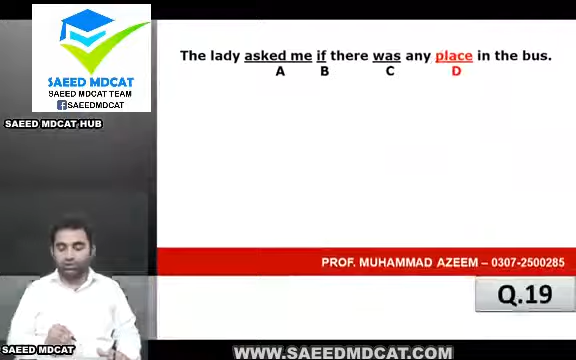 SAEED MDCAT
SAEED MDCAT TEAM
SAEEDMDCAT
SAEED MDCAT HUB
The lady asked me if there was any place in the bus.
A B C D
PROF. MUHAMMAD AZEEM – 0307-2500285
Q.19
SAEED MDCAT
WWW.SAEEDMDCAT.COM